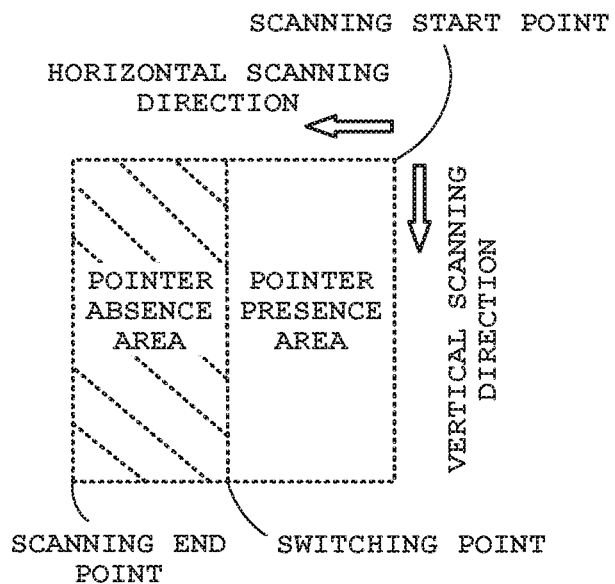 SCANNING START POINT
HORIZONTAL SCANNING
DIRECTION
POINTER
ABSENCE
AREA
POINTER
PRESENCE
AREA
VERTICAL SCANNING
DIRECTION
SCANNING END
POINT
SWITCHING POINT